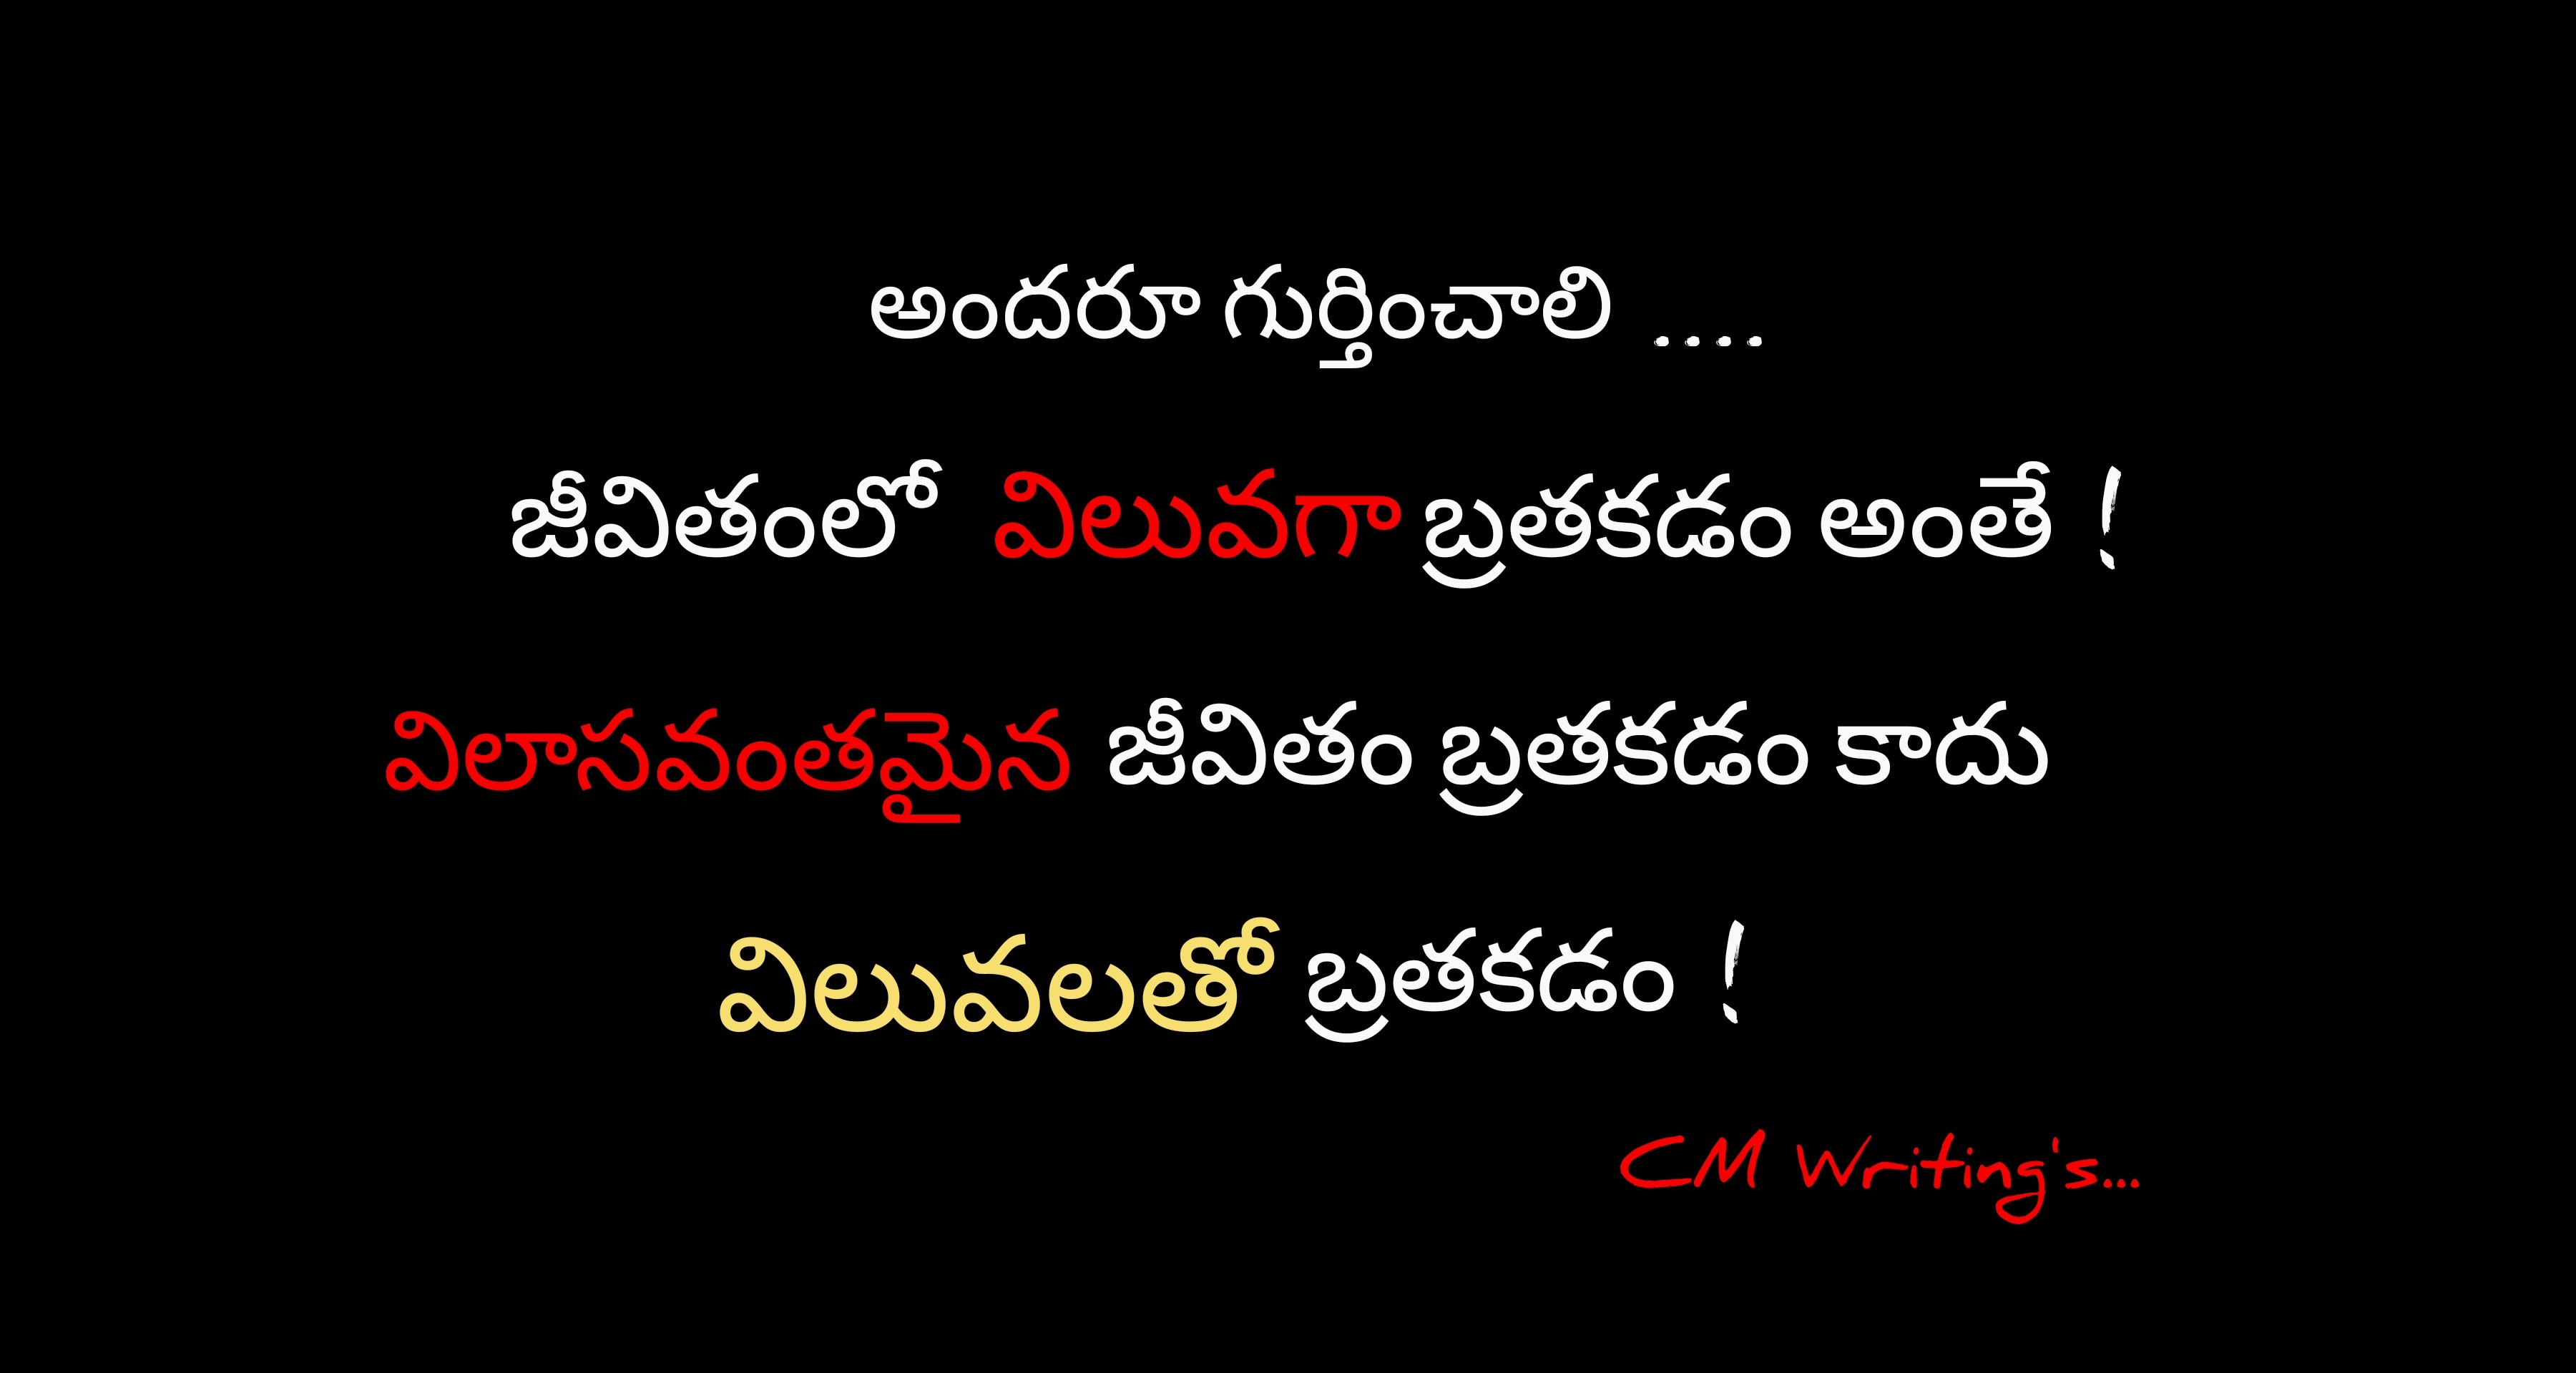 అందరూ గుర్తించాలి ....
జీవితంలో విలువగా బ్రతకడం అంతే !
విలాసవంతమైన జీవితం బ్రతకడం కాదు
విలువలతో బ్రతకడం !
CM Writing's...